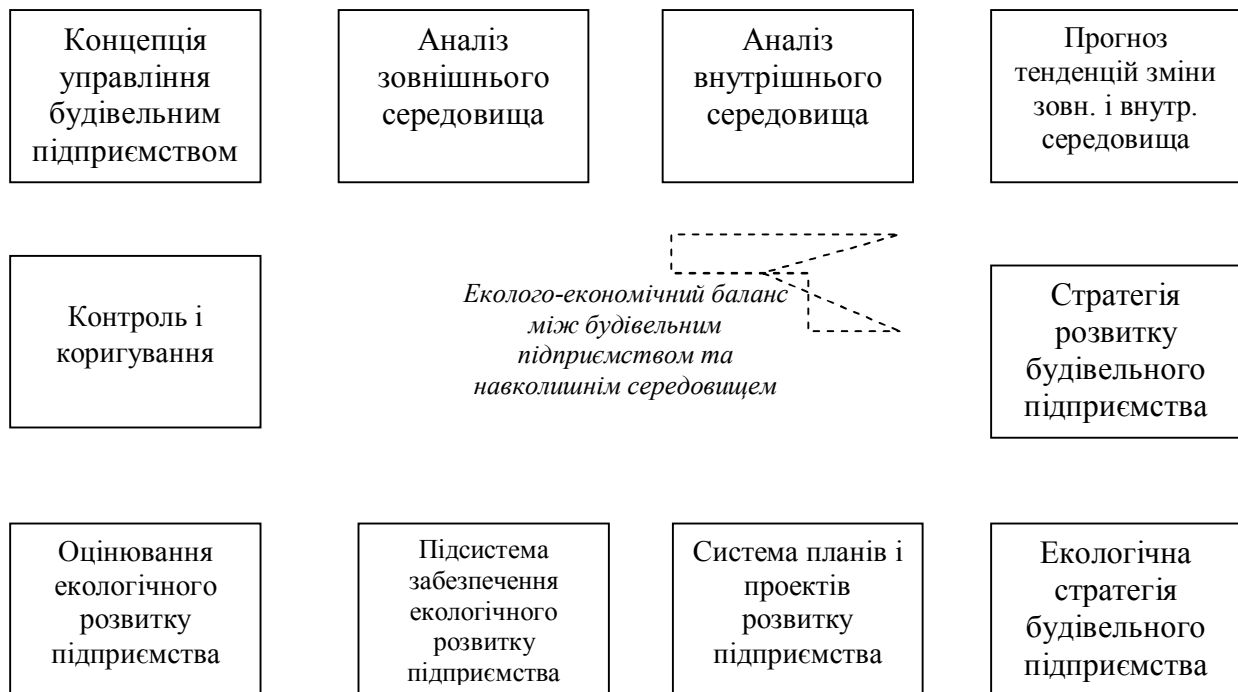 Концепція
управління
будівельним
підприємством
Аналіз
зовнішнього
середовища
Аналіз
внутрішнього
середовища
Прогноз
тенденцій зміни
зовн. і внутр.
середовища
Контроль і
коригування
Еколого-економічний баланс
між будівельним
підприємством та
навколишнім середовищем
Стратегія
розвитку
будівельного
підприємства
Оцінювання
екологічного
розвитку
підприємства
Підсистема
забезпечення
екологічного
розвитку
підприємства
Система планів і
проектів
розвитку
підприємства
Екологічна
стратегія
будівельного
підприємства